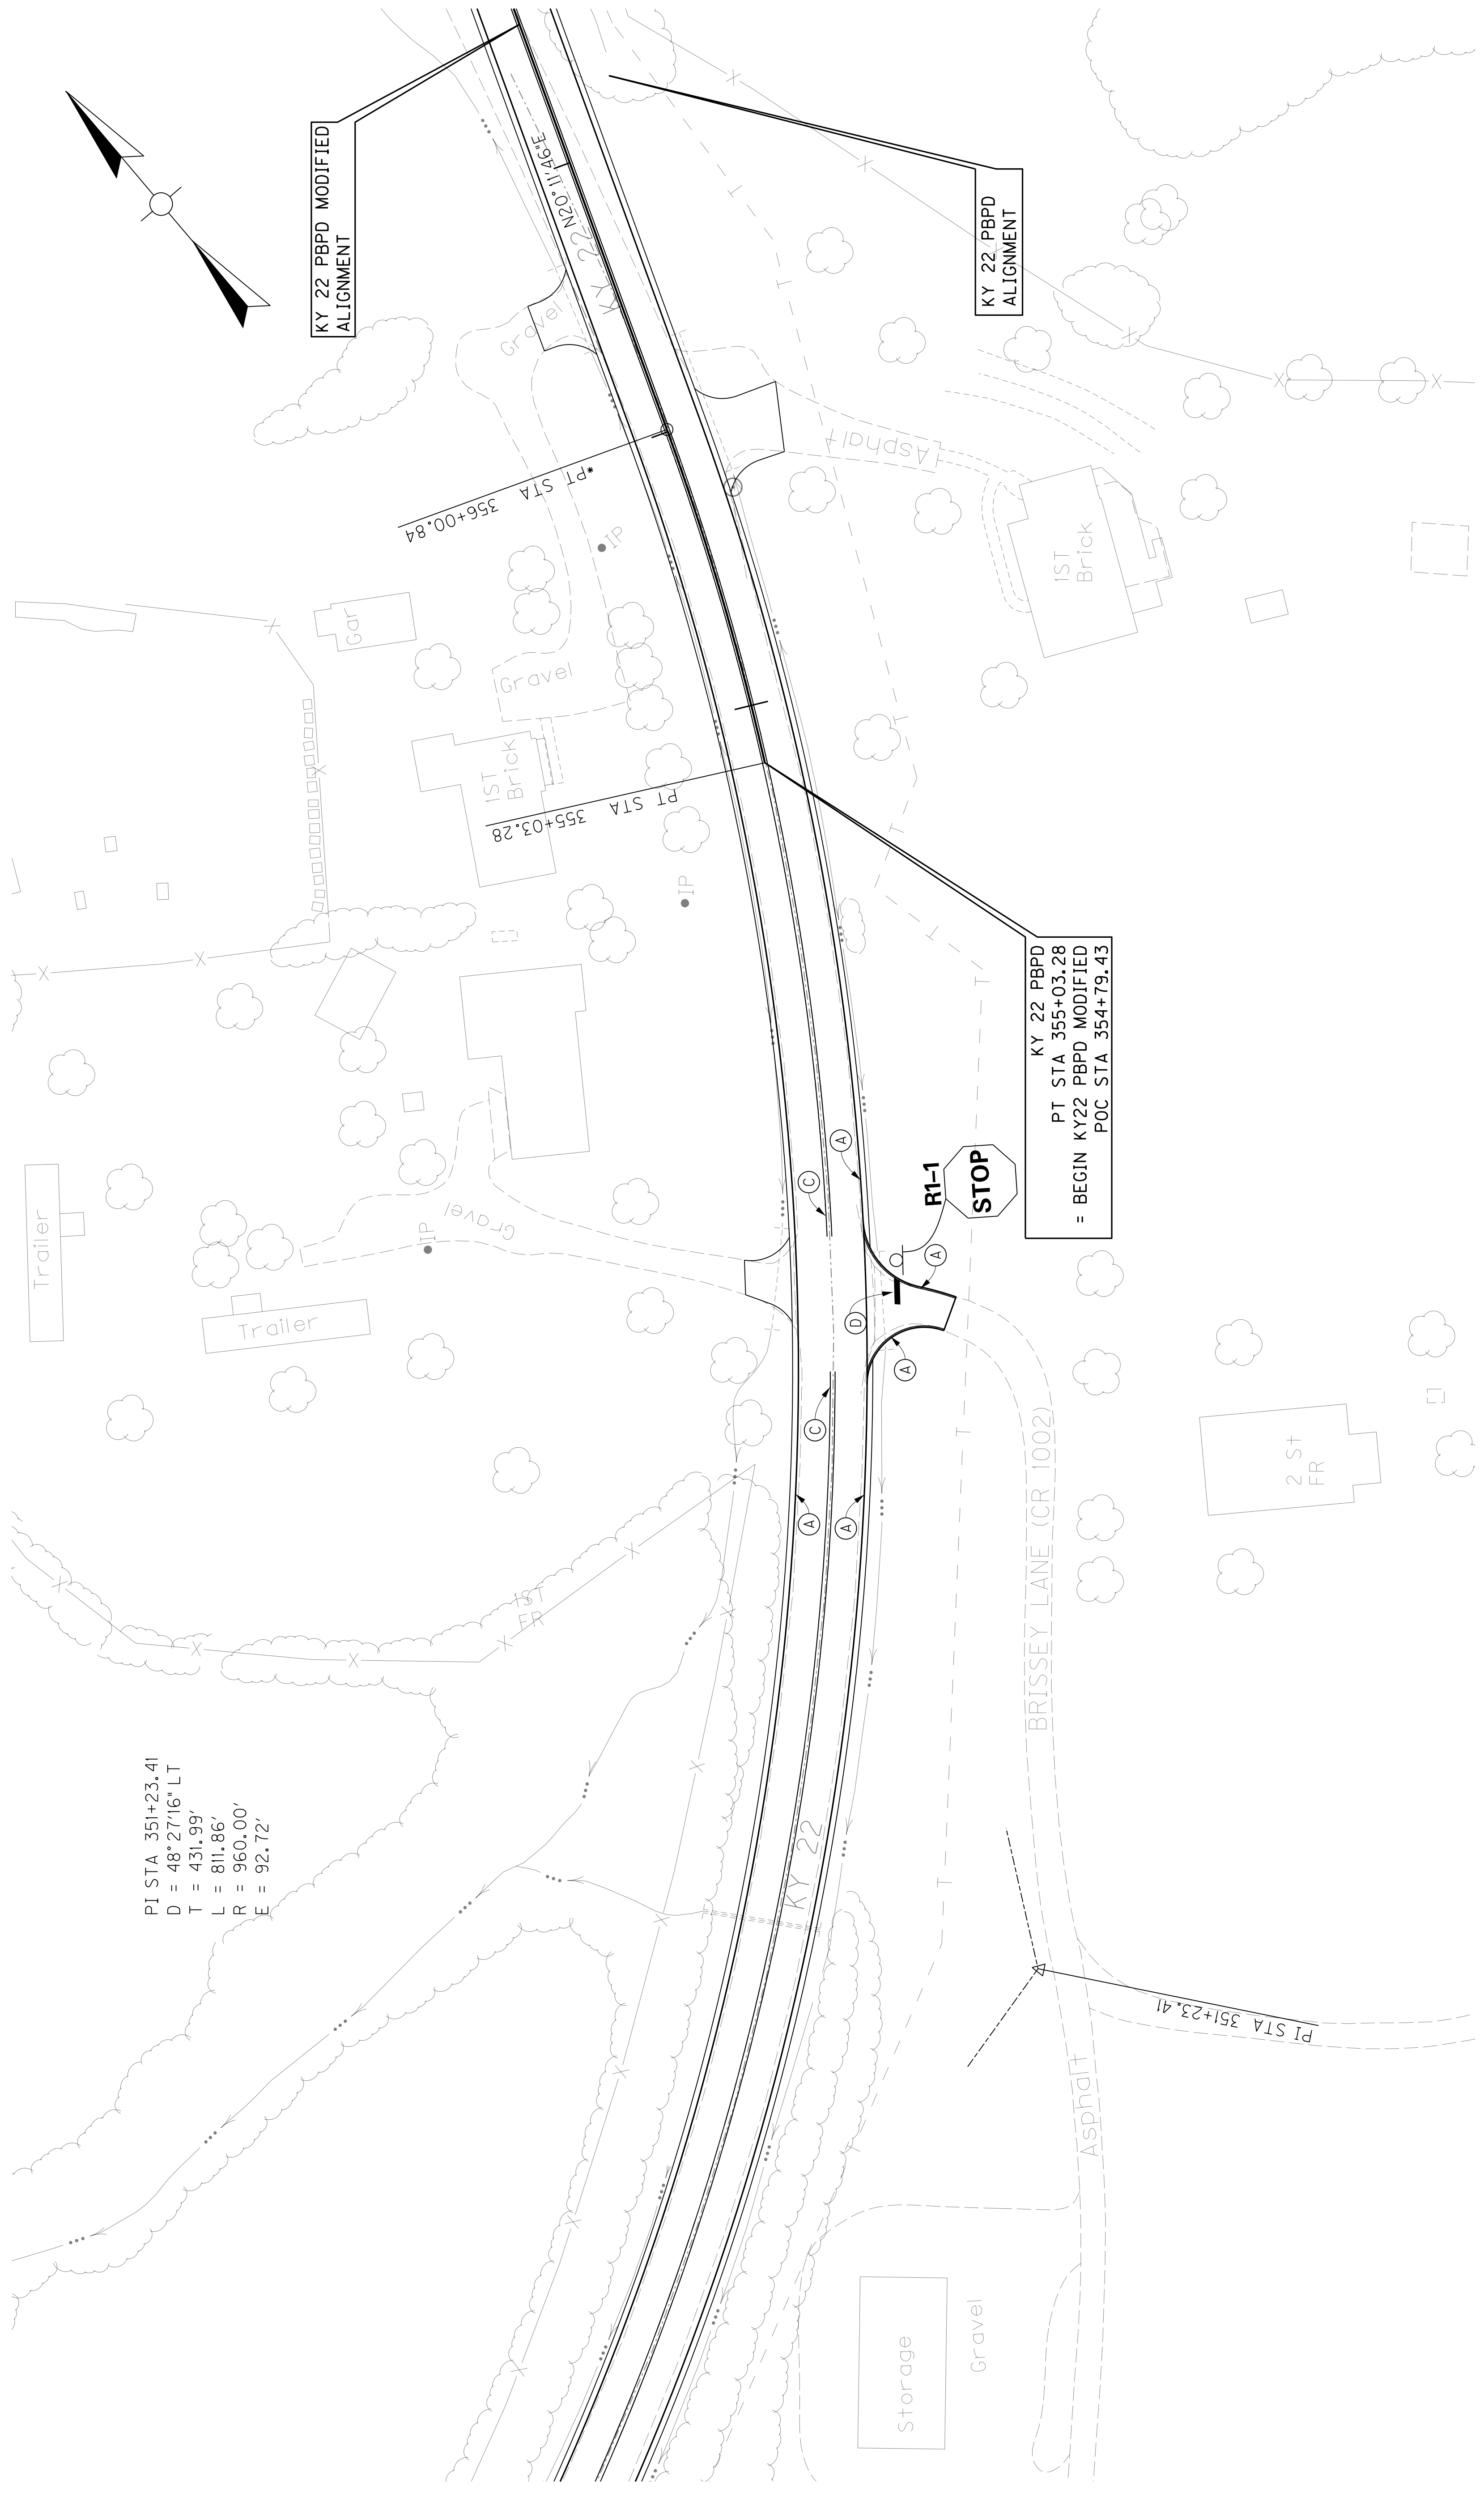 KY 22 PBPD MODIFIED
ALIGNMENT
KY 22 PBPD
ALIGNMENT
N20° 11'46"E
KY 22
Gravel
Asphalt
*PT STA 356+00.84
IP
Gar
Gravel
1ST
Brick
1ST
Brick
PT STA 355+03.28
IP
KY 22 PBPD
PT STA 355+03.28
= BEGIN KY22 PBPD MODIFIED
POC STA 354+79.43
A
C
R1-1
STOP
Trailer
IP
Gravel
A
D
Trailer
A
C
A
A
BRISSEY LANE (CR 1002)
2 St
FR
1ST
FR
PI STA 351+23.41
D = 48°27'16" LT
T = 431.99'
L = 811.86'
R = 960.00'
E = 92.72'
KY 22
PI STA 351+23.41
Asphalt
Storage
Gravel